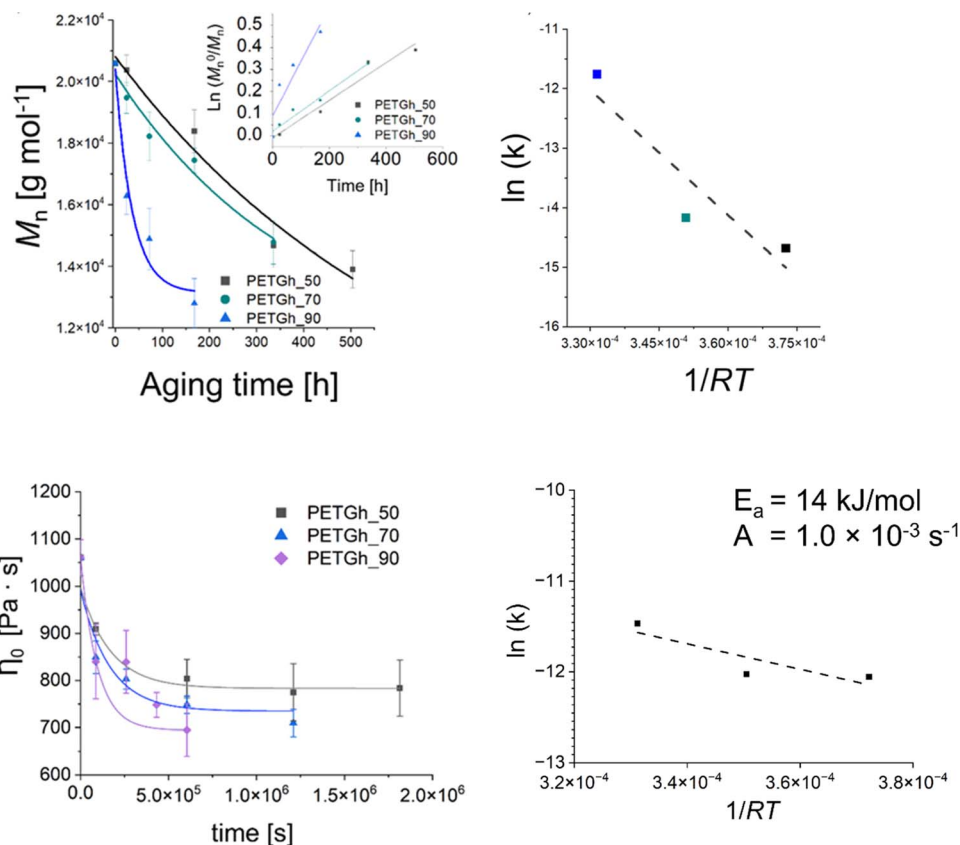 2,2×10⁴
2,0×10⁴
1,8×10⁴
1,6×10⁴
1,4×10⁴
1,2×10⁴
Mn [g mol⁻¹]
0 100 200 300 400 500
Aging time [h]
PETGh_50
PETGh_70
PETGh_90
0.5
0.4
0.3
0.2
0.1
0.0
Ln (Mn⁰/Mn)
0 200 400 600
Time [h]
PETGh_50
PETGh_70
PETGh_90
-11
-12
-13
-14
-15
-16
ln (k)
3.30×10⁻⁴ 3.45×10⁻⁴ 3.60×10⁻⁴ 3.75×10⁻⁴
1/RT
1200
1100
1000
900
800
700
600
η₀ [Pa · s]
0.0 5.0×10⁵ 1.0×10⁶ 1.5×10⁶ 2.0×10⁶
time [s]
PETGh_50
PETGh_70
PETGh_90
−10
−11
−12
−13
ln (k)
3.2×10⁻⁴ 3.4×10⁻⁴ 3.6×10⁻⁴ 3.8×10⁻⁴
1/RT
Eₐ = 14 kJ/mol
A = 1.0 × 10⁻³ s⁻¹